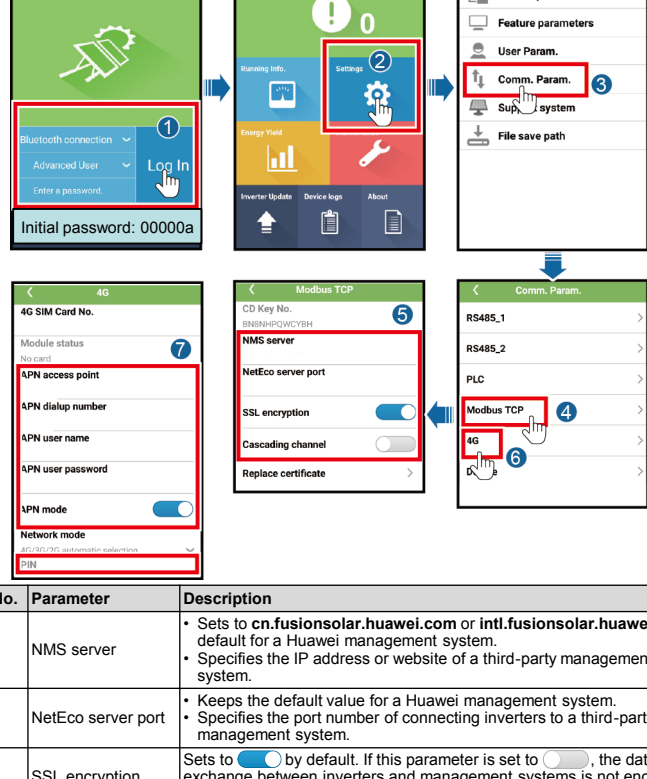 1
Bluetooth connection
Advanced User
Log In
Enter a password.
Initial password: 00000a
0
Running Info.
Settings
2
Energy Yield
Inverter Update
Device logs
About
Feature parameters
User Param.
Comm. Param.
3
system
File save path
4G
4G SIM Card No.
Module status
No card
7
APN access point
APN dialup number
APN user name
APN user password
APN mode
Network mode
4G/3G/2G automatic selection
PIN
Modbus TCP
CD Key No.
BN8NHPQWCYBH
5
NMS server
NetEco server port
SSL encryption
Cascading channel
Replace certificate
Comm. Param.
RS485_1
RS485_2
PLC
Modbus TCP
4
4G
6
No. Parameter Description
NMS server
• Sets to cn.fusionsolar.huawei.com or intl.fusionsolar.huawe
default for a Huawei management system.
• Specifies the IP address or website of a third-party managemen
system.
NetEco server port
• Keeps the default value for a Huawei management system.
• Specifies the port number of connecting inverters to a third-part
management system.
SSL encryption
Sets to by default. If this parameter is set to , the dat
exchange between inverters and management systems is not enc